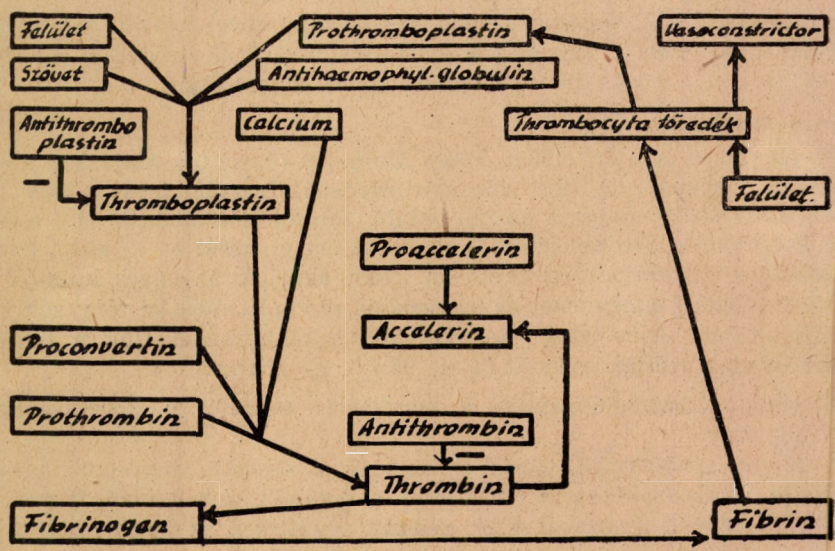 Felület
Prothromboplastin
Vasoconstrictor
Szövet
Antihaemophyl.-globulin
Antithrombo
plastin
Calcium
Thrombocyta töredék
−
Thromboplastin
Felület.
Proaccelerin
Accelerin
Proconvertin
Prothrombin
Antithrombin
−
Thrombin
Fibrinogen
Fibrin